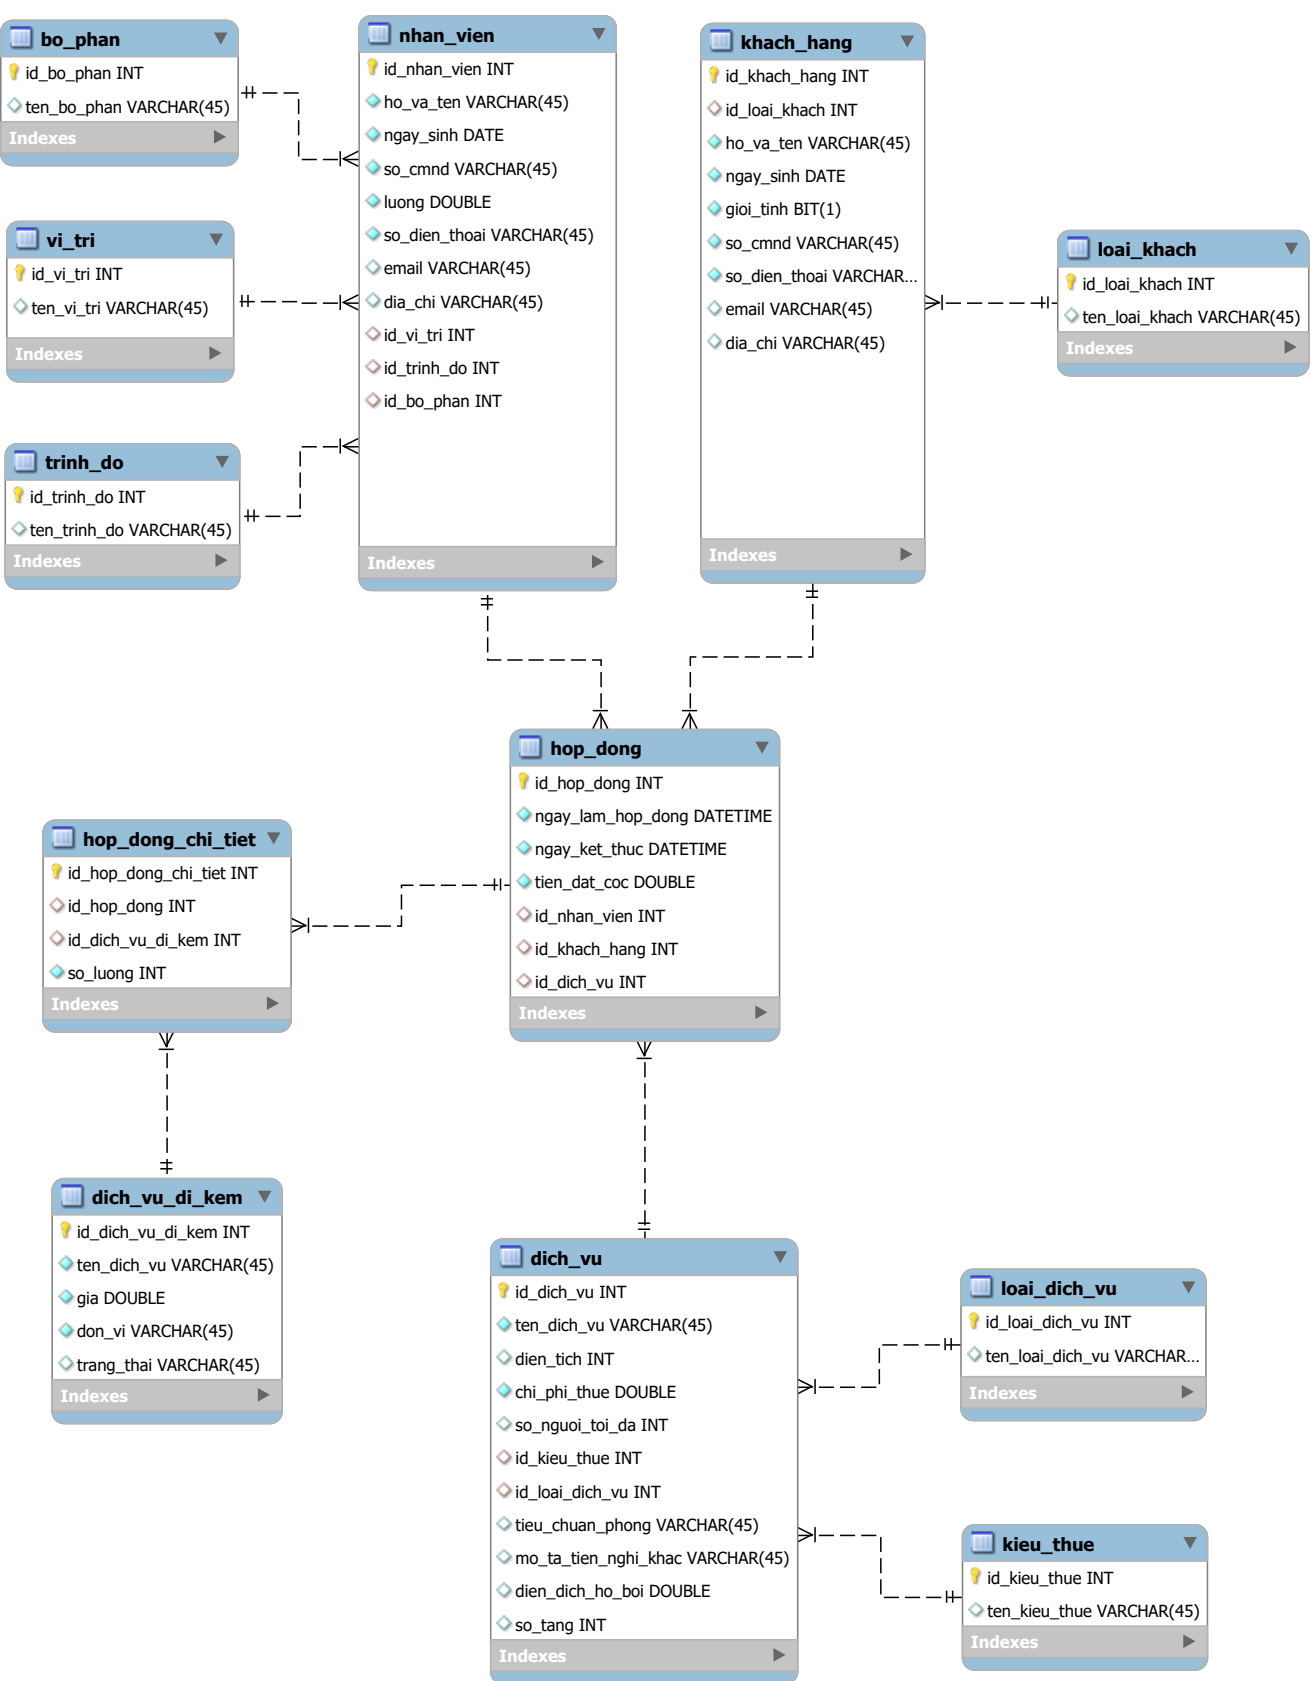 bo_phan
id_bo_phan INT
ten_bo_phan VARCHAR(45)
Indexes
vi_tri
id_vi_tri INT
ten_vi_tri VARCHAR(45)
Indexes
trinh_do
id_trinh_do INT
ten_trinh_do VARCHAR(45)
Indexes
nhan_vien
id_nhan_vien INT
ho_va_ten VARCHAR(45)
ngay_sinh DATE
so_cmnd VARCHAR(45)
luong DOUBLE
so_dien_thoai VARCHAR(45)
email VARCHAR(45)
dia_chi VARCHAR(45)
id_vi_tri INT
id_trinh_do INT
id_bo_phan INT
Indexes
khach_hang
id_khach_hang INT
id_loai_khach INT
ho_va_ten VARCHAR(45)
ngay_sinh DATE
gioi_tinh BIT(1)
so_cmnd VARCHAR(45)
so_dien_thoai VARCHAR...
email VARCHAR(45)
dia_chi VARCHAR(45)
Indexes
loai_khach
id_loai_khach INT
ten_loai_khach VARCHAR(45)
Indexes
hop_dong
id_hop_dong INT
ngay_lam_hop_dong DATETIME
ngay_ket_thuc DATETIME
tien_dat_coc DOUBLE
id_nhan_vien INT
id_khach_hang INT
id_dich_vu INT
Indexes
hop_dong_chi_tiet
id_hop_dong_chi_tiet INT
id_hop_dong INT
id_dich_vu_di_kem INT
so_luong INT
Indexes
dich_vu_di_kem
id_dich_vu_di_kem INT
ten_dich_vu VARCHAR(45)
gia DOUBLE
don_vi VARCHAR(45)
trang_thai VARCHAR(45)
Indexes
dich_vu
id_dich_vu INT
ten_dich_vu VARCHAR(45)
dien_tich INT
chi_phi_thue DOUBLE
so_nguoi_toi_da INT
id_kieu_thue INT
id_loai_dich_vu INT
tieu_chuan_phong VARCHAR(45)
mo_ta_tien_nghi_khac VARCHAR(45)
dien_dich_ho_boi DOUBLE
so_tang INT
Indexes
loai_dich_vu
id_loai_dich_vu INT
ten_loai_dich_vu VARCHAR...
Indexes
kieu_thue
id_kieu_thue INT
ten_kieu_thue VARCHAR(45)
Indexes